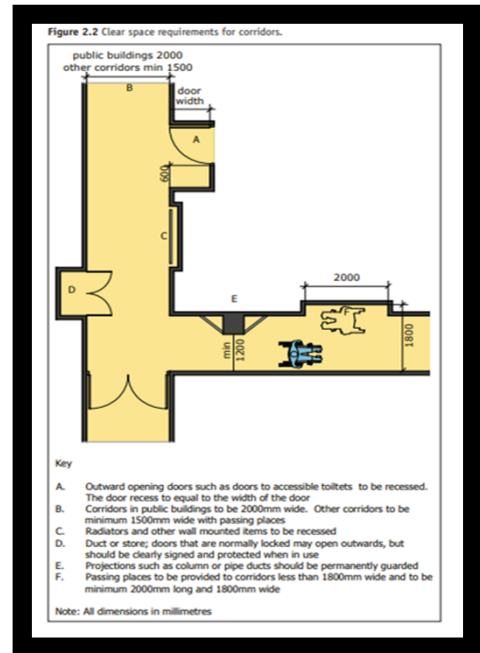 Figure 2.2 Clear space requirements for corridors.
public buildings 2000
other corridors min 1500
B
door
width
A
600
C
D
E
2000
F
min
1200
1800
Key
A. Outward opening doors such as doors to accessible toiltets to be recessed.
The door recess to equal to the width of the door
B. Corridors in public buildings to be 2000mm wide. Other corridors to be
minimum 1500mm wide with passing places
C. Radiators and other wall mounted items to be recessed
D. Duct or store; doors that are normally locked may open outwards, but
should be clearly signed and protected when in use
E. Projections such as column or pipe ducts should be permanently guarded
F. Passing places to be provided to corridors less than 1800mm wide and to be
minimum 2000mm long and 1800mm wide
Note: All dimensions in millimetres